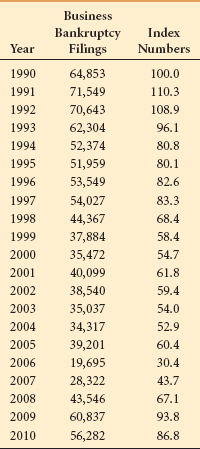 Business
Bankruptcy Index
Year Filings Numbers
1990 64,853 100.0
1991 71,549 110.3
1992 70,643 108.9
1993 62,304 96.1
1994 52,374 80.8
1995 51,959 80.1
1996 53,549 82.6
1997 54,027 83.3
1998 44,367 68.4
1999 37,884 58.4
2000 35,472 54.7
2001 40,099 61.8
2002 38,540 59.4
2003 35,037 54.0
2004 34,317 52.9
2005 39,201 60.4
2006 19,695 30.4
2007 28,322 43.7
2008 43,546 67.1
2009 60,837 93.8
2010 56,282 86.8